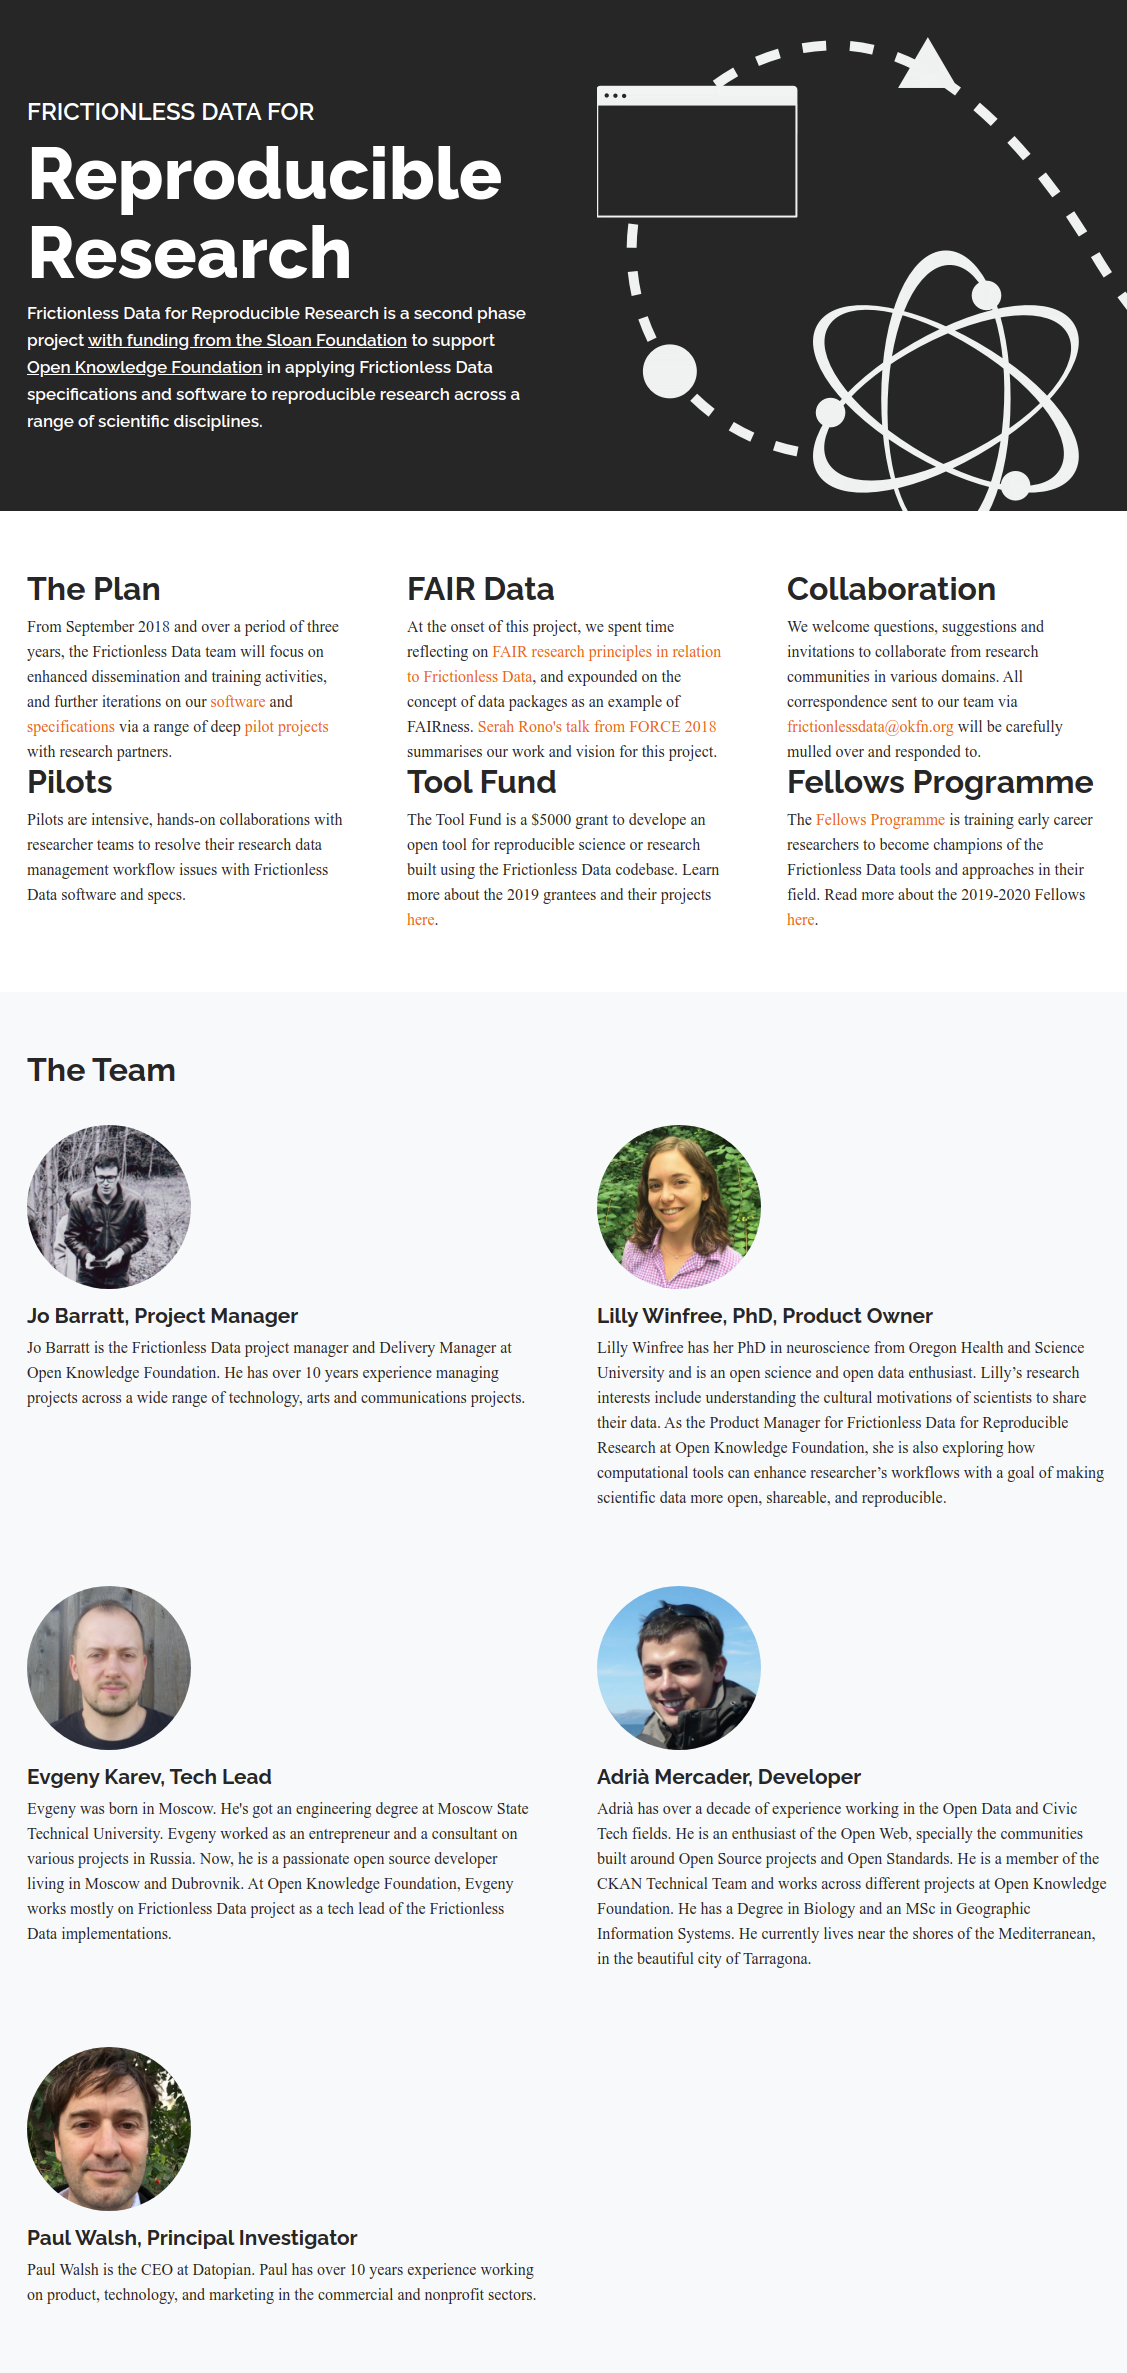 FRICTIONLESS DATA FOR
Reproducible
Research
Frictionless Data for Reproducible Research is a second phase
project with funding from the Sloan Foundation to support
Open Knowledge Foundation in applying Frictionless Data
specifications and software to reproducible research across a
range of scientific disciplines.
The Plan
From September 2018 and over a period of three
years, the Frictionless Data team will focus on
enhanced dissemination and training activities,
and further iterations on our software and
specifications via a range of deep pilot projects
with research partners.
FAIR Data
At the onset of this project, we spent time
reflecting on FAIR research principles in relation
to Frictionless Data, and expounded on the
concept of data packages as an example of
FAIRness. Serah Rono's talk from FORCE 2018
summarises our work and vision for this project.
Collaboration
We welcome questions, suggestions and
invitations to collaborate from research
communities in various domains. All
correspondence sent to our team via
frictionlessdata@okfn.org will be carefully
mulled over and responded to.
Pilots
Pilots are intensive, hands-on collaborations with
researcher teams to resolve their research data
management workflow issues with Frictionless
Data software and specs.
Tool Fund
The Tool Fund is a $5000 grant to develope an
open tool for reproducible science or research
built using the Frictionless Data codebase. Learn
more about the 2019 grantees and their projects
here.
Fellows Programme
The Fellows Programme is training early career
researchers to become champions of the
Frictionless Data tools and approaches in their
field. Read more about the 2019-2020 Fellows
here.
The Team
Jo Barratt, Project Manager
Jo Barratt is the Frictionless Data project manager and Delivery Manager at
Open Knowledge Foundation. He has over 10 years experience managing
projects across a wide range of technology, arts and communications projects.
Lilly Winfree, PhD, Product Owner
Lilly Winfree has her PhD in neuroscience from Oregon Health and Science
University and is an open science and open data enthusiast. Lilly’s research
interests include understanding the cultural motivations of scientists to share
their data. As the Product Manager for Frictionless Data for Reproducible
Research at Open Knowledge Foundation, she is also exploring how
computational tools can enhance researcher’s workflows with a goal of making
scientific data more open, shareable, and reproducible.
Evgeny Karev, Tech Lead
Evgeny was born in Moscow. He's got an engineering degree at Moscow State
Technical University. Evgeny worked as an entrepreneur and a consultant on
various projects in Russia. Now, he is a passionate open source developer
living in Moscow and Dubrovnik. At Open Knowledge Foundation, Evgeny
works mostly on Frictionless Data project as a tech lead of the Frictionless
Data implementations.
Adrià Mercader, Developer
Adrià has over a decade of experience working in the Open Data and Civic
Tech fields. He is an enthusiast of the Open Web, specially the communities
built around Open Source projects and Open Standards. He is a member of the
CKAN Technical Team and works across different projects at Open Knowledge
Foundation. He has a Degree in Biology and an MSc in Geographic
Information Systems. He currently lives near the shores of the Mediterranean,
in the beautiful city of Tarragona.
Paul Walsh, Principal Investigator
Paul Walsh is the CEO at Datopian. Paul has over 10 years experience working
on product, technology, and marketing in the commercial and nonprofit sectors.